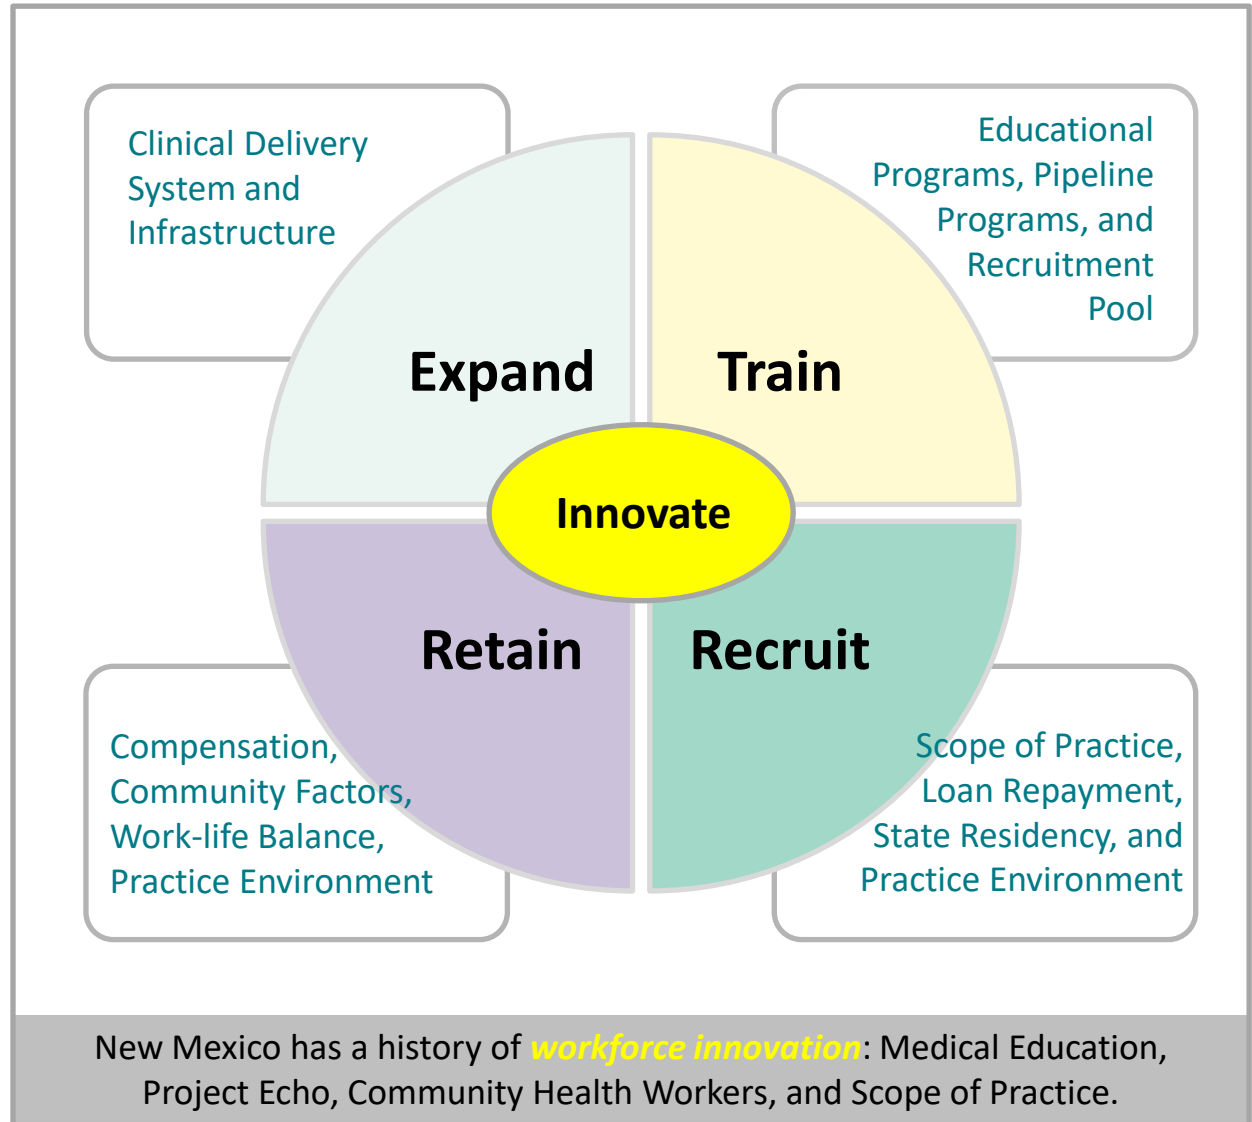 Clinical Delivery
System and
Infrastructure
Educational
Programs, Pipeline
Programs, and
Recruitment
Pool
Expand
Train
Innovate
Retain
Recruit
Compensation,
Community Factors,
Work-life Balance,
Practice Environment
Scope of Practice,
Loan Repayment,
State Residency, and
Practice Environment
New Mexico has a history of workforce innovation: Medical Education,
Project Echo, Community Health Workers, and Scope of Practice.